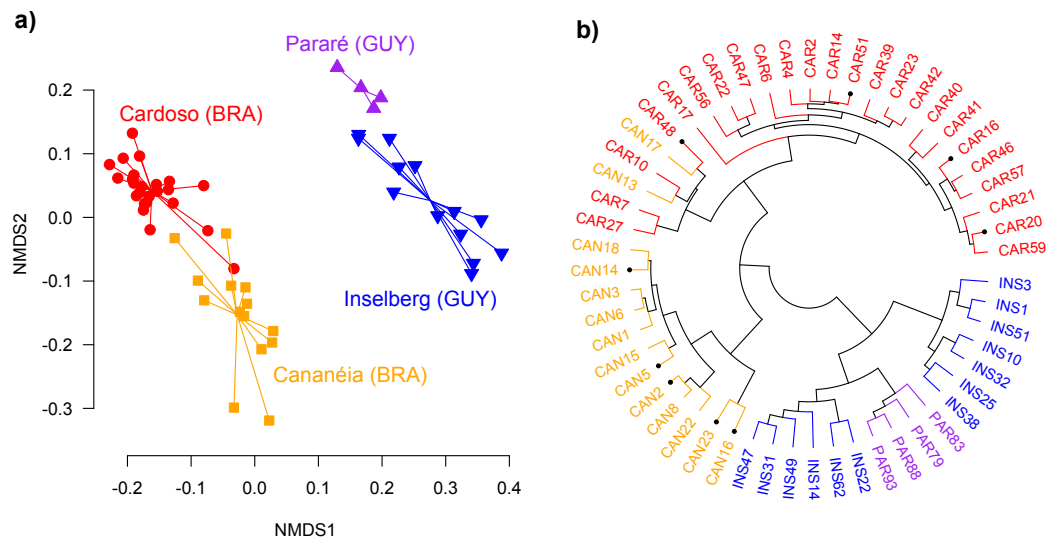 a)
Pararé (GUY)
Cardoso (BRA)
Inselberg (GUY)
Cananéia (BRA)
NMDS2
0.2
0.1
0.0
-0.1
-0.2
-0.3
-0.2
-0.1
0.0
0.1
0.2
0.3
0.4
NMDS1
b)
CAR27
CAR7
CAN13
CAR10
CAN17
CAR48
CAR17
CAR56
CAR22
CAR47
CAR6
CAR4
CAR2
CAR14
CAR51
CAR39
CAR23
CAR42
CAR40
CAR41
CAR16
CAR46
CAR57
CAR21
CAR20
CAR59
INS3
INS1
INS51
INS10
INS32
INS25
INS38
PAR83
PAR79
PAR88
PAR93
INS22
INS62
INS14
INS49
INS31
INS47
CAN16
CAN23
CAN22
CAN8
CAN2
CAN5
CAN15
CAN1
CAN6
CAN3
CAN14
CAN18